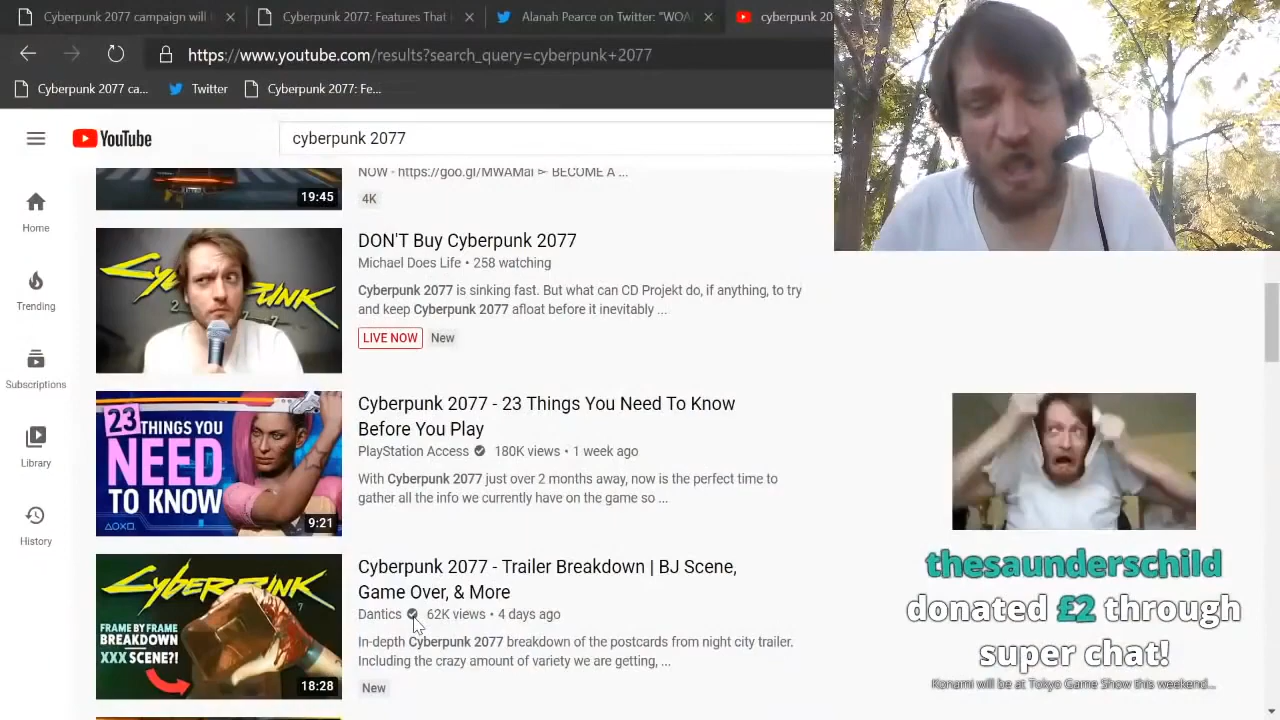 Cyberpunk 2077 campaign will
Cyberpunk 2077: Features That
Alanah Pearce on Twitter: "WOA
cyberpunk 20
https://www.youtube.com/results?search_query=cyberpunk+2077
Cyberpunk 2077 ca...
Twitter
Cyberpunk 2077: Fe...
YouTube
cyberpunk 2077
Home
Trending
Subscriptions
Library
History
19:45
NOW - https://goo.gl/MWAMai ➢ BECOME A ...
4K
DON'T Buy Cyberpunk 2077
Michael Does Life • 258 watching
Cyberpunk 2077 is sinking fast. But what can CD Projekt do, if anything, to try
and keep Cyberpunk 2077 afloat before it inevitably ...
LIVE NOW
New
23 THINGS YOU
NEED
TO KNOW
9:21
Cyberpunk 2077 - 23 Things You Need To Know
Before You Play
PlayStation Access
180K views • 1 week ago
With Cyberpunk 2077 just over 2 months away, now is the perfect time to
gather all the info we currently have on the game so ...
CYBERPUNK
FRAME BY FRAME
BREAKDOWN
XXX SCENE?!
18:28
Cyberpunk 2077 - Trailer Breakdown | BJ Scene,
Game Over, & More
62K views • 4 days ago
In-depth Cyberpunk 2077 breakdown of the postcards from night city trailer.
Including the crazy amount of variety we are getting, ...
New
thesaunderschild
donated £2 through
super chat!
Konami will be at Tokyo Game Show this weekend...